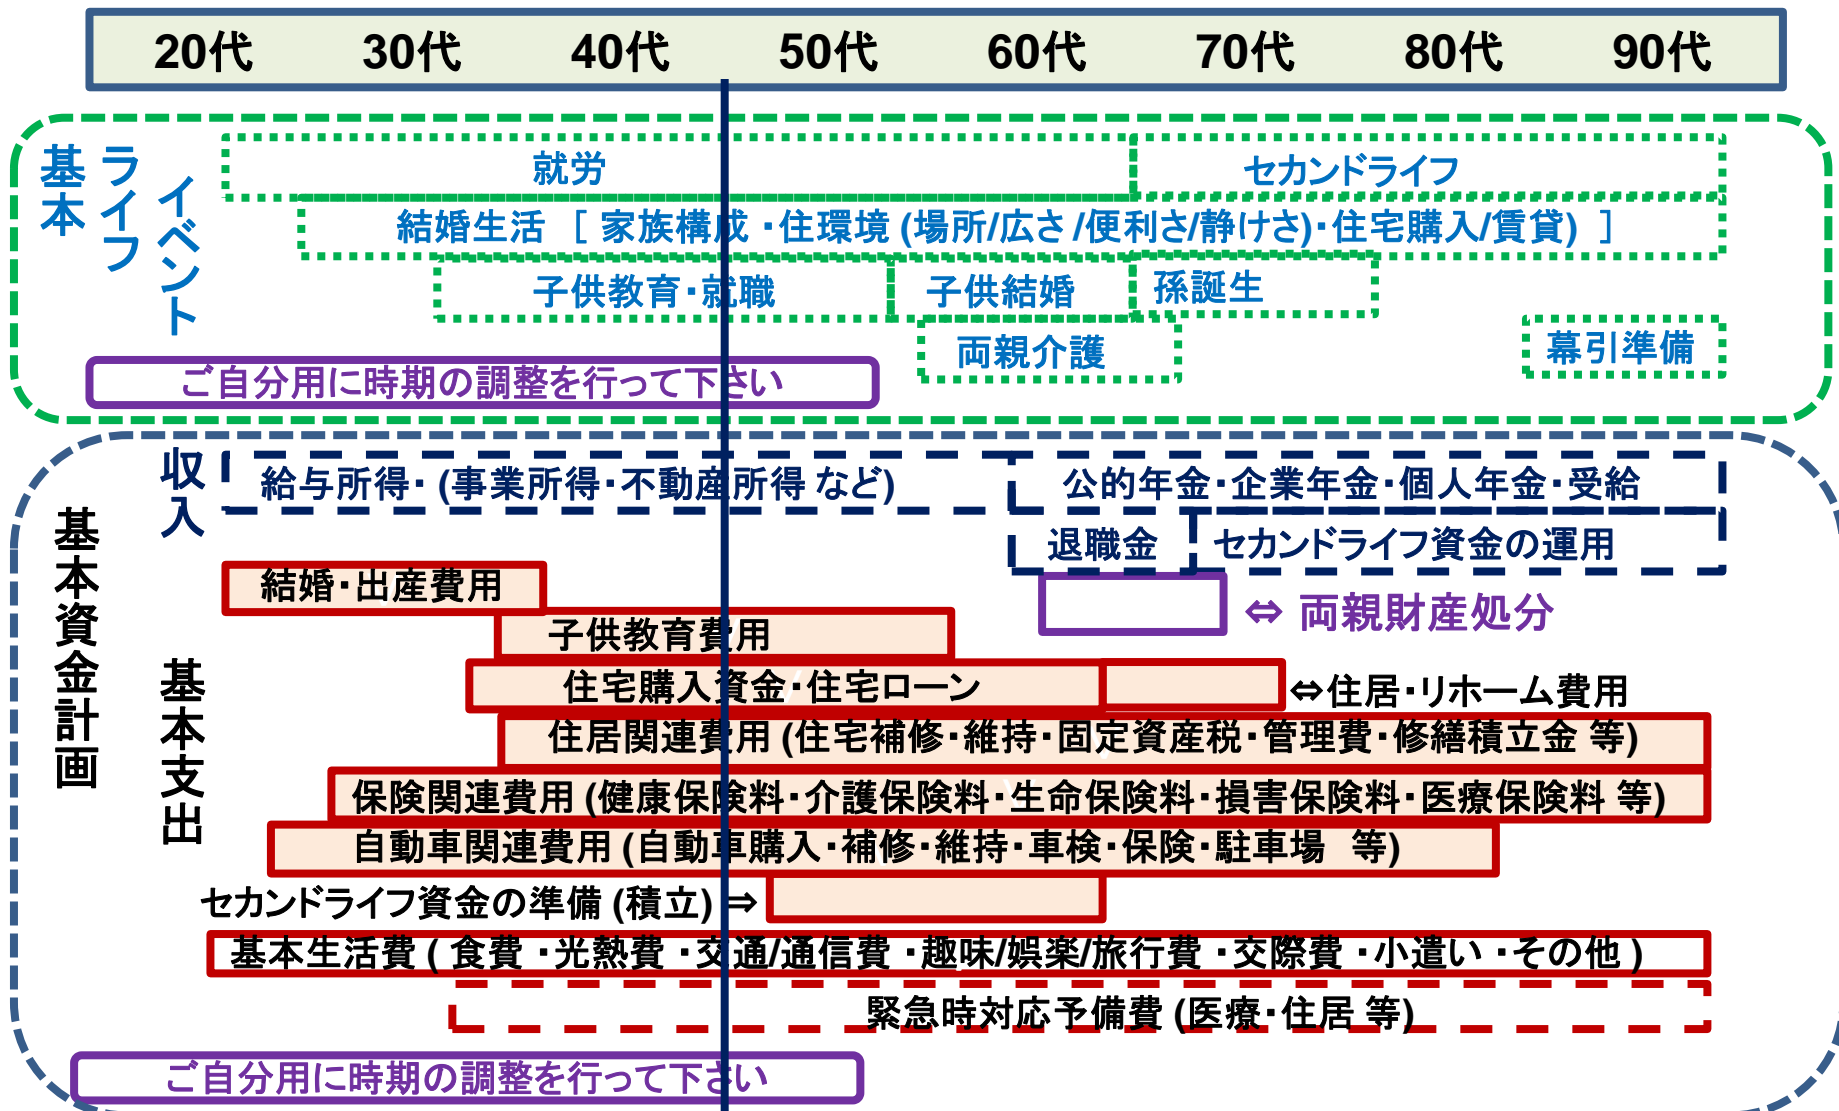 20代 30代 40代 50代 60代 70代 80代 90代
基本
ライフ
イベント
就労
セカンドライフ
結婚生活 [ 家族構成 ・住環境 (場所/広さ/便利さ/静けさ)・住宅購入/賃貸) ]
子供教育・就職
子供結婚
孫誕生
両親介護
幕引準備
ご自分用に時期の調整を行って下さい
基本資金計画
収入
給与所得・ (事業所得・不動産所得 など)
公的年金・企業年金・個人年金・受給
退職金
セカンドライフ資金の運用
⇔ 両親財産処分
基本支出
結婚・出産費用
子供教育費用
住宅購入資金・住宅ローン
⇔住居・リホーム費用
住居関連費用 (住宅補修・維持・固定資産税・管理費・修繕積立金 等)
保険関連費用 (健康保険料・介護保険料・生命保険料・損害保険料・医療保険料 等)
自動車関連費用 (自動車購入・補修・維持・車検・保険・駐車場 等)
セカンドライフ資金の準備 (積立) ⇒
基本生活費 ( 食費 ・光熱費 ・交通/通信費 ・趣味/娯楽/旅行費 ・交際費 ・小遣い ・その他 )
緊急時対応予備費 (医療・住居 等)
ご自分用に時期の調整を行って下さい